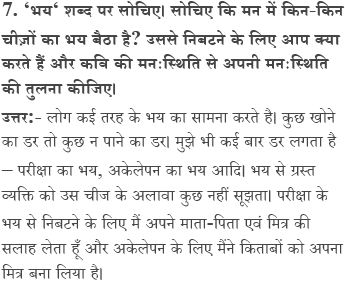 7. ‘भय‘ शब्द पर सोचिए। सोचिए कि मन में किन-किन
चीज़ों का भय बैठा है? उससे निबटने के लिए आप क्या
करते हैं और कवि की मनःस्थिति से अपनी मनःस्थिति
की तुलना कीजिए।
उत्तर:- लोग कई तरह के भय का सामना करते है। कुछ खोने
का डर तो कुछ न पाने का डर। मुझे भी कई बार डर लगता है
– परीक्षा का भय, अकेलेपन का भय आदि। भय से ग्रस्त
व्यक्ति को उस चीज के अलावा कुछ नहीं सूझता। परीक्षा के
भय से निबटने के लिए मैं अपने माता-पिता एवं मित्र की
सलाह लेता हूँ और अकेलेपन के लिए मैंने किताबों को अपना
मित्र बना लिया है।